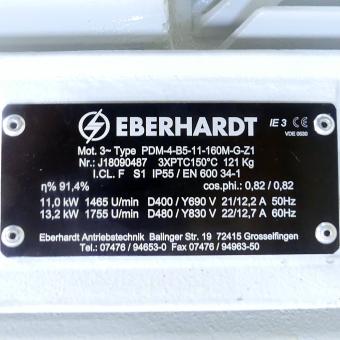 EBERHARDT
IE 3 CE
VDE 0530
Mot. 3~ Type PDM-4-B5-11-160M-G-Z1
Nr.: J18090487 3XPTC150°C 121 Kg
I.CL. F S1 IP55 / EN 600 34-1
η% 91,4% cos.phi.: 0,82 / 0,82
11,0 kW 1465 U/min D400 / Y690 V 21/12,2 A 50Hz
13,2 kW 1755 U/min D480 / Y830 V 22/12,7 A 60Hz
Eberhardt Antriebstechnik Balinger Str. 19 72415 Grosselfingen
Tel.: 07476 / 94653-0 Fax 07476 / 94963-50